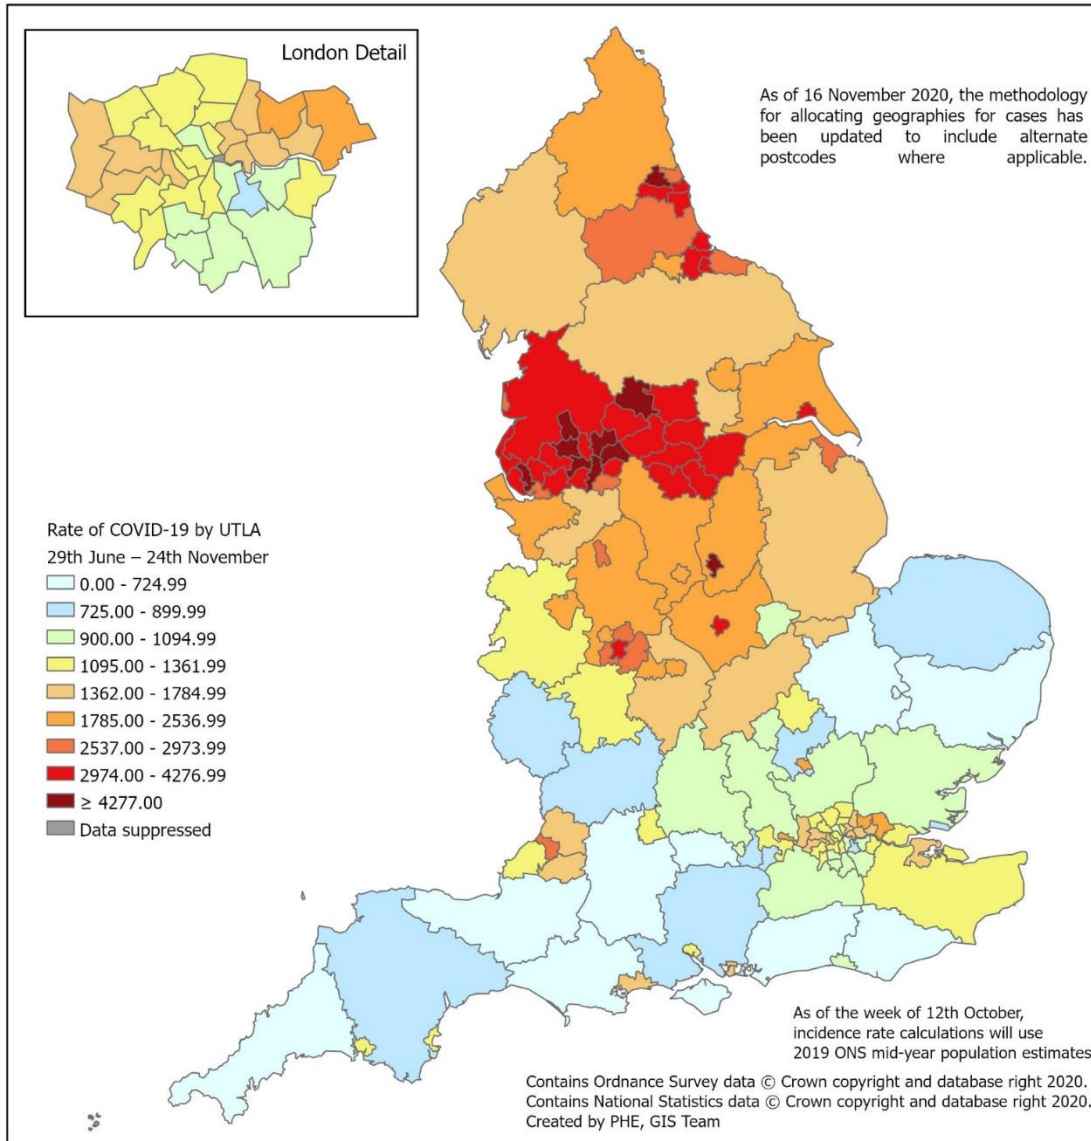 London Detail
As of 16 November 2020, the methodology
for allocating geographies for cases has
been updated to include alternate
postcodes where applicable.
Rate of COVID-19 by UTLA
29th June – 24th November
0.00 - 724.99
725.00 - 899.99
900.00 - 1094.99
1095.00 - 1361.99
1362.00 - 1784.99
1785.00 - 2536.99
2537.00 - 2973.99
2974.00 - 4276.99
≥ 4277.00
Data suppressed
As of the week of 12th October,
incidence rate calculations will use
2019 ONS mid-year population estimates
Contains Ordnance Survey data © Crown copyright and database right 2020.
Contains National Statistics data © Crown copyright and database right 2020.
Created by PHE, GIS Team